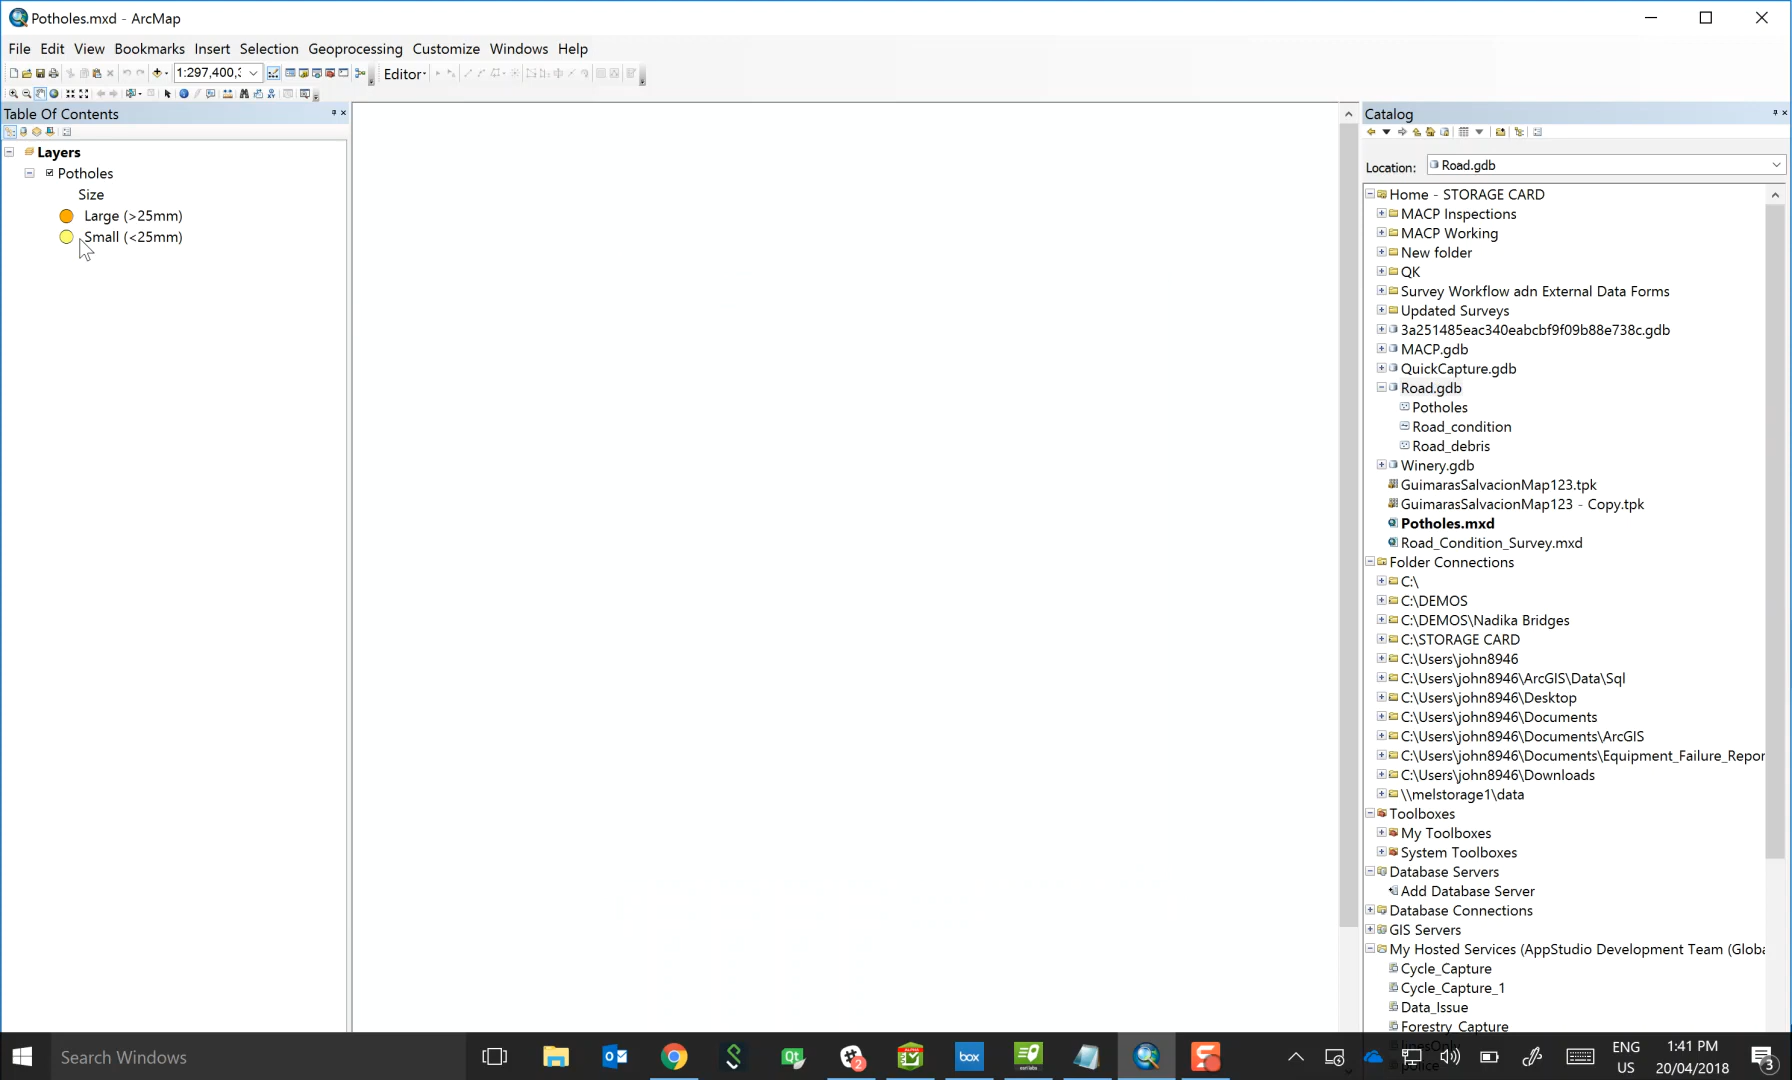 Potholes.mxd - ArcMap
File Edit View Bookmarks Insert Selection Geoprocessing Customize Windows Help
1:297,400,: Editor
Table Of Contents
Layers
Potholes
Size
Large (>25mm)
Small (<25mm)
Catalog
Location: Road.gdb
Home - STORAGE CARD
MACP Inspections
MACP Working
New folder
QK
Survey Workflow adn External Data Forms
Updated Surveys
3a251485eac340eabcbf9f09b88e738c.gdb
MACP.gdb
QuickCapture.gdb
Road.gdb
Potholes
Road_condition
Road_debris
Winery.gdb
GuimarasSalvacionMap123.tpk
GuimarasSalvacionMap123 - Copy.tpk
Potholes.mxd
Road_Condition_Survey.mxd
Folder Connections
C:\
C:\DEMOS
C:\DEMOS\Nadika Bridges
C:\STORAGE CARD
C:\Users\john8946
C:\Users\john8946\ArcGIS\Data\Sql
C:\Users\john8946\Desktop
C:\Users\john8946\Documents
C:\Users\john8946\Documents\ArcGIS
C:\Users\john8946\Documents\Equipment_Failure_Repor
C:\Users\john8946\Downloads
\\melstorage1\data
Toolboxes
My Toolboxes
System Toolboxes
Database Servers
Add Database Server
Database Connections
GIS Servers
My Hosted Services (AppStudio Development Team (Globa
Cycle_Capture
Cycle_Capture_1
Data_Issue
Forestry_Capture
Search Windows
box
2
ENG
US
1:41 PM
20/04/2018
3